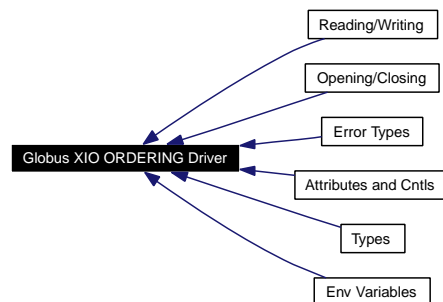 Reading/Writing
Opening/Closing
Error Types
Globus XIO ORDERING Driver
Attributes and Cntls
Types
Env Variables